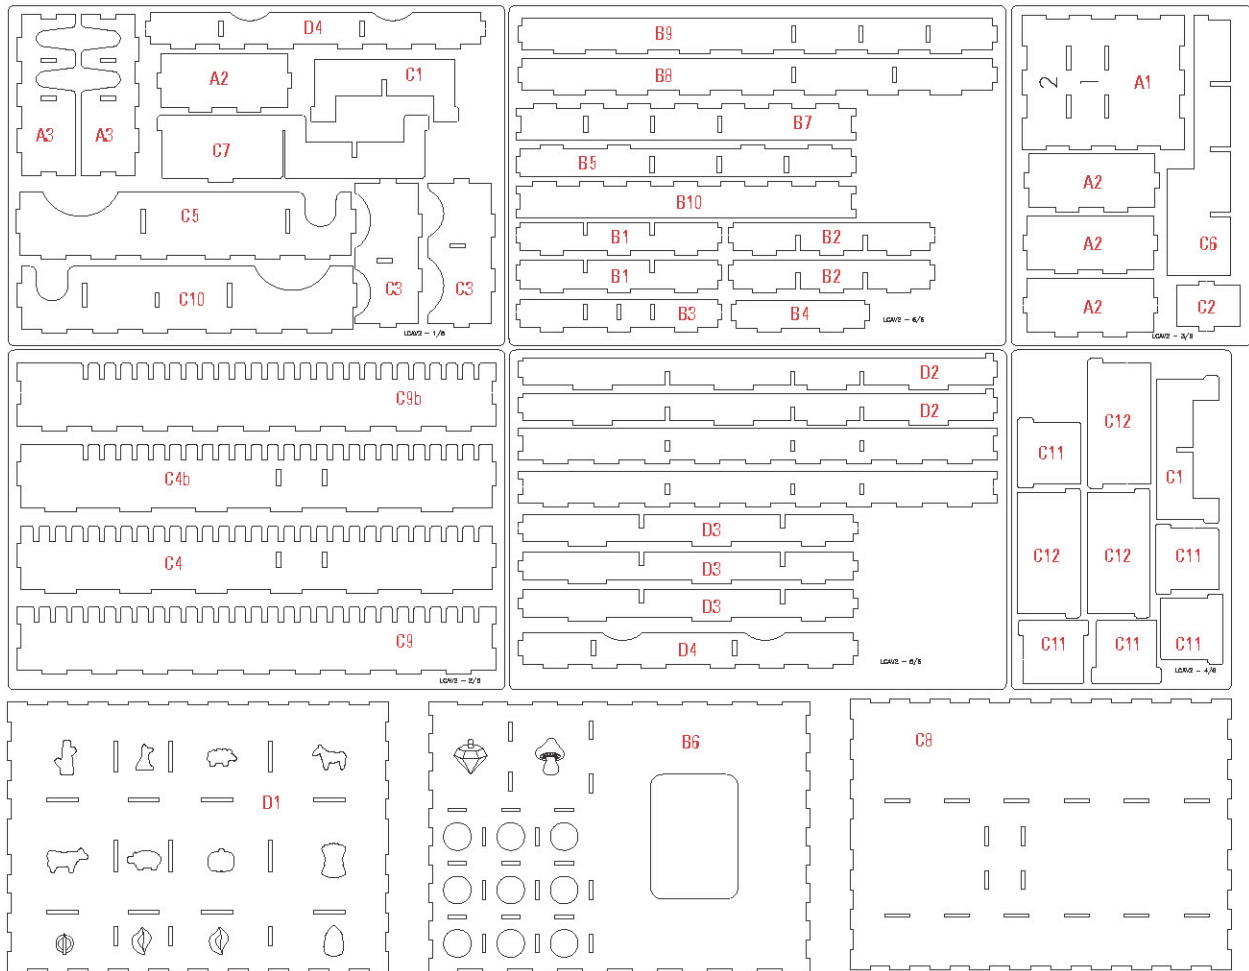 D4
A2
C1
A3
A3
C7
C5
C10
C3
C3
LCAV2 - 1/6
B9
B8
B7
B5
B10
B1
B2
B1
B2
B3
B4
LCAV2 - 6/5
2
1
A1
A2
A2
A2
C6
C2
LCAV2 - 3/6
C9b
C4b
C4
C9
LCAV2 - 2/6
D2
D2
D3
D3
D3
D4
C11
C12
C1
C12
C12
C11
C11
C11
C11
LCAV2 - 4/6
D1
B6
C8